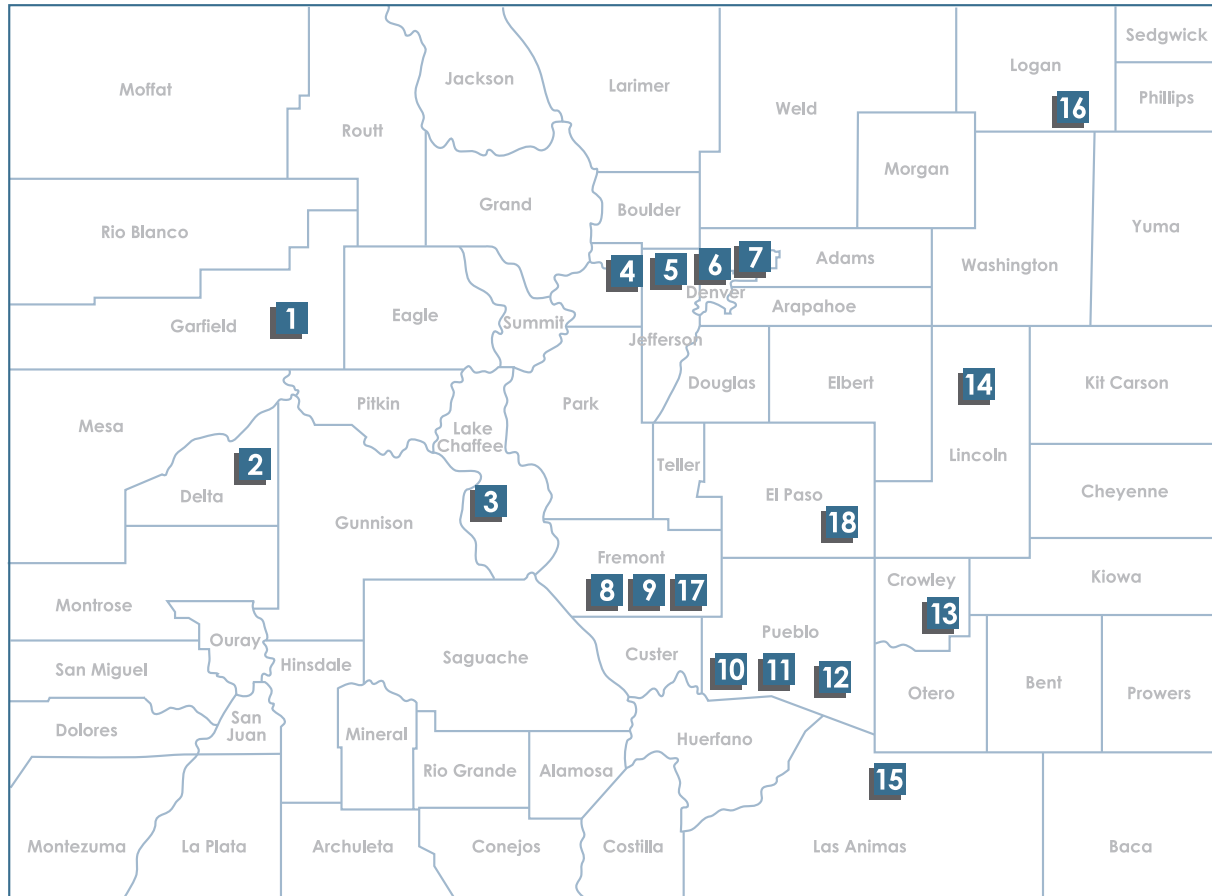 Sedgwick
Logan
Jackson
Larimer
Moffat
Phillips
16
Weld
Routt
Morgan
Grand
Boulder
Yuma
Rio Blanco
4
5
6
7
Adams
Washington
Denver
Arapahoe
1
Garfield
Eagle
Summit
Jefferson
Douglas
Elbert
14
Kit Carson
Pitkin
Park
Mesa
Lake
Chaffee
2
Teller
Lincoln
Delta
3
El Paso
18
Cheyenne
Gunnison
Fremont
8
9
17
Crowley
13
Kiowa
Montrose
Ouray
Pueblo
Hinsdale
Saguache
Custer
10
11
12
San Miguel
Otero
Bent
Prowers
San
Juan
Dolores
Mineral
Huerfano
Rio Grande
Alamosa
15
Montezuma
La Plata
Archuleta
Conejos
Costilla
Las Animas
Baca